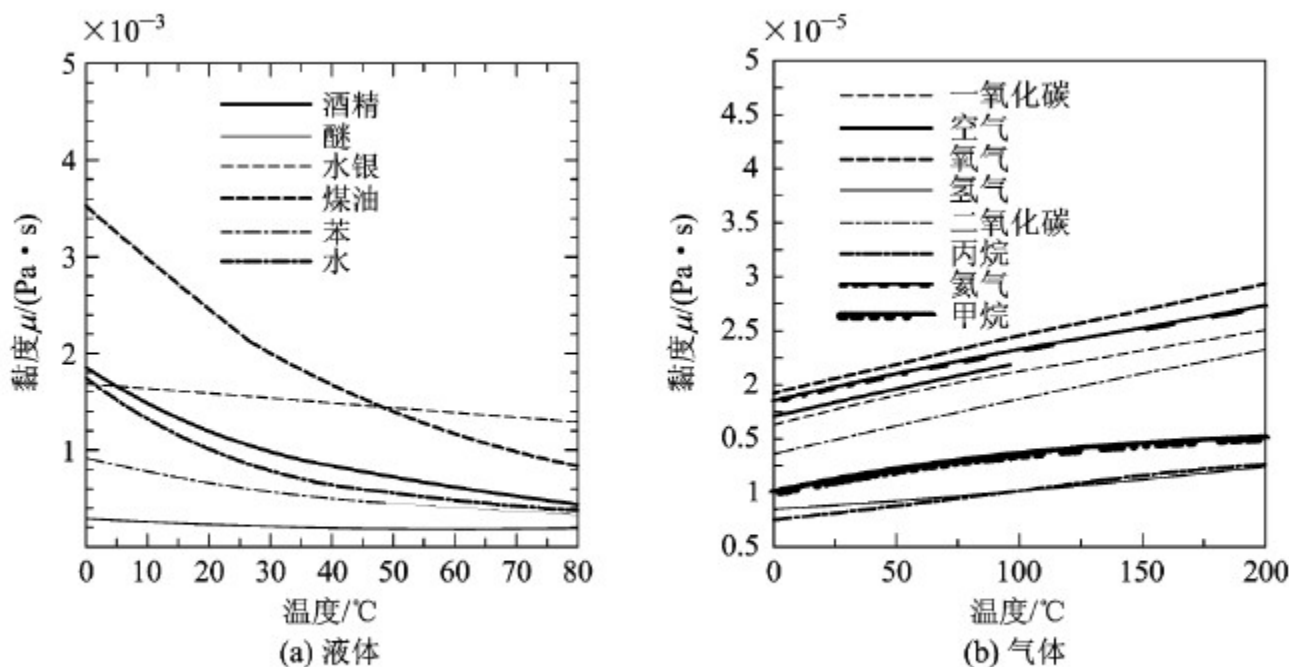 ×10⁻³
5
4
3
2
1
黏度μ/(Pa·s)
酒精
醚
水银
煤油
苯
水
0 10 20 30 40 50 60 70 80
温度/℃
(a) 液体
×10⁻⁵
5
4.5
4
3.5
3
2.5
2
0.5
1
0.5
黏度μ/(Pa·s)
一氧化碳
空气
氧气
氢气
二氧化碳
丙烷
氦气
甲烷
0 50 100 150 200
温度/℃
(b) 气体